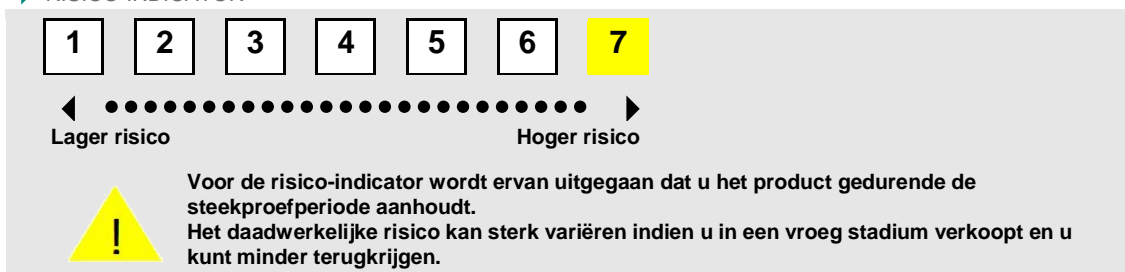 RISICO-INDICATOR
1 2 3 4 5 6 7
Lager risico Hoger risico
!
Voor de risico-indicator wordt ervan uitgegaan dat u het product gedurende de
steekproefperiode aanhoudt.
Het daadwerkelijke risico kan sterk variëren indien u in een vroeg stadium verkoopt en u
kunt minder terugkrijgen.